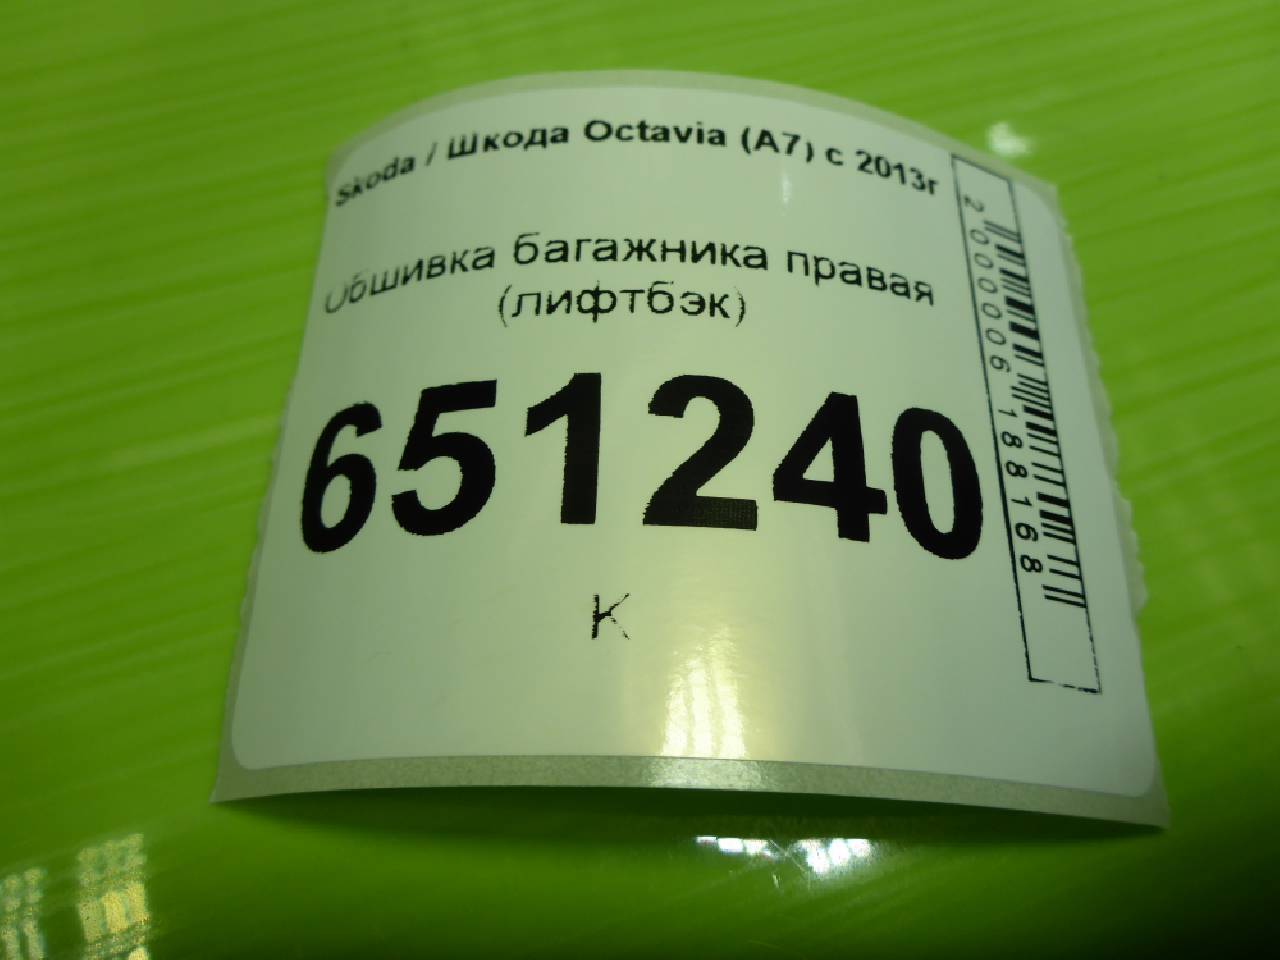 Skoda / Шкода Octavia (A7) с 2013г
Обшивка багажника правая
(лифтбэк)
651240
К
2000006188168